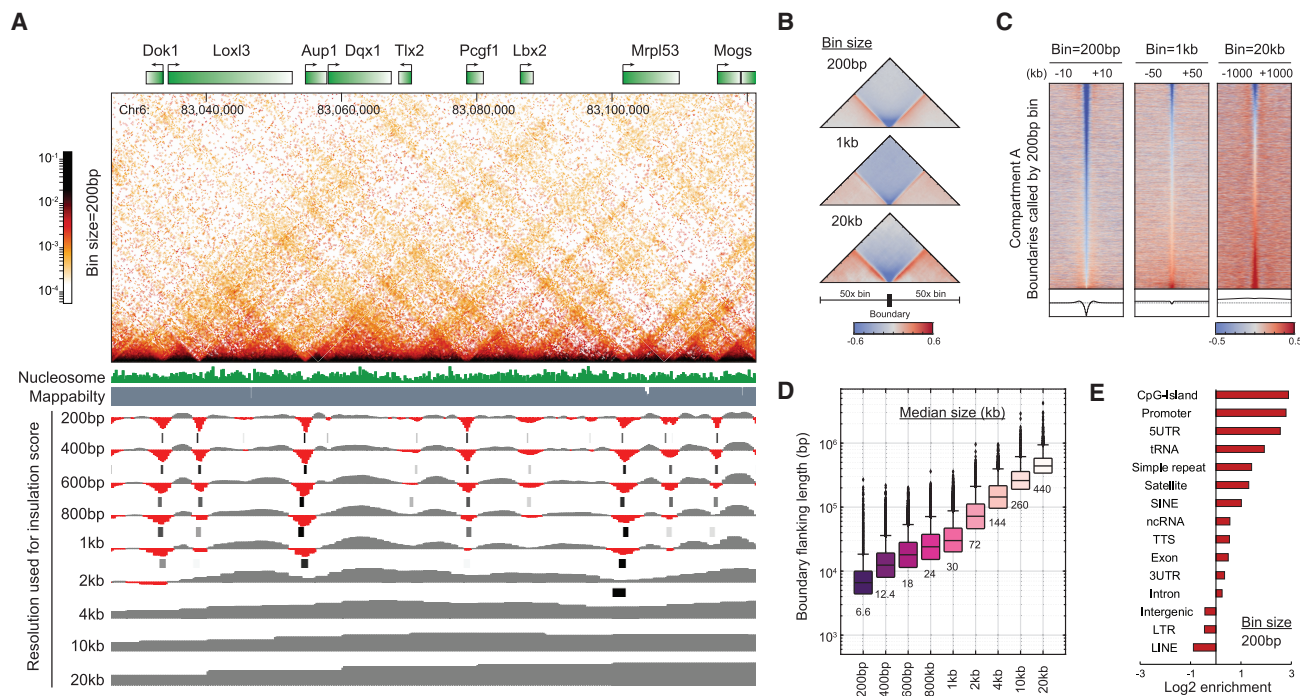 A
Dok1 Loxl3 Aup1 Dqx1 Tlx2 Pcgf1 Lbx2 Mrpl53 Mogs
Chr6: 83,040,000 83,060,000 83,080,000 83,100,000
10-1
10-2
10-3
10-4
Bin size=200bp
Nucleosome
Mappabilty
Resolution used for insulation score
200bp
400bp
600bp
800bp
1kb
2kb
4kb
10kb
20kb
B
Bin size
200bp
1kb
20kb
50x bin 50x bin
Boundary
-0.6 0.6
C
Bin=200bp Bin=1kb Bin=20kb
(kb) -10 +10 -50 +50 -1000 +1000
Compartment A
Boundaries called by 200bp bin
-0.5 0.5
D
Median size (kb)
Boundary flanking length (bp)
10^6
10^5
10^4
10^3
6.6
12.4
18
24
30
72
144
260
440
200bp 400bp 600bp 800kb 1kb 2kb 4kb 10kb 20kb
E
CpG-Island
Promoter
5UTR
tRNA
Simple repeat
Satellite
SINE
ncRNA
TTS
Exon
3UTR
Intron
Intergenic
LTR
LINE
Bin size
200bp
-3 0 3
Log2 enrichment